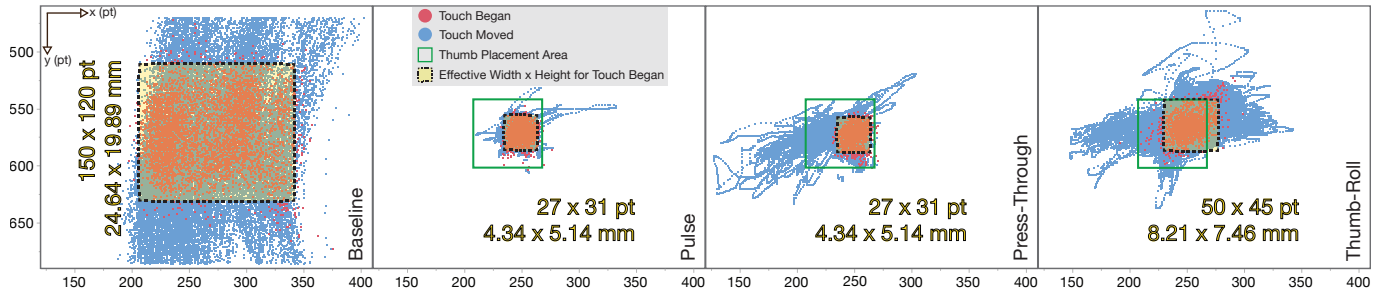 x (pt)
y (pt)
500
550
600
650
150 x 120 pt
24.64 x 19.89 mm
Baseline
Touch Began
Touch Moved
Thumb Placement Area
Effective Width x Height for Touch Began
27 x 31 pt
4.34 x 5.14 mm
Pulse
27 x 31 pt
4.34 x 5.14 mm
Press-Through
50 x 45 pt
8.21 x 7.46 mm
Thumb-Roll
150 200 250 300 350 400
150 200 250 300 350 400
150 200 250 300 350 400
150 200 250 300 350 400